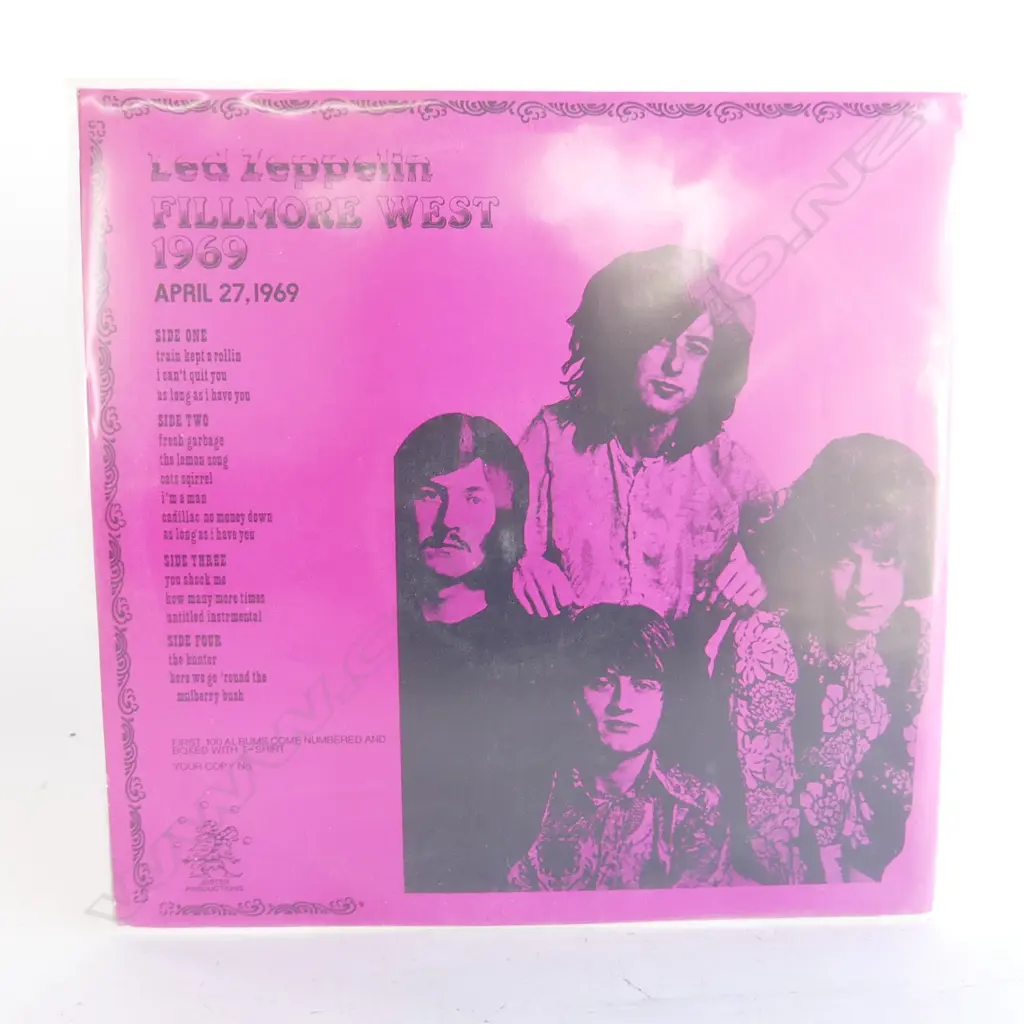 Led Zeppelin
FILLMORE WEST
1969
APRIL 27, 1969
SIDE ONE
train kept a rollin
i can't quit you
as long as i have you
SIDE TWO
fresh garbage
the lemon song
cats sqirrel
i'm a man
cadillac no money down
as long as i have you
SIDE THREE
you shook me
how many more times
untitled instrmental
SIDE FOUR
the hunter
here we go 'round the
mulberry bush
FIRST 100 ALBUMS COME NUMBERED AND
BOXED WITH T-SHIRT
YOUR COPY No
PRODUCTIONS